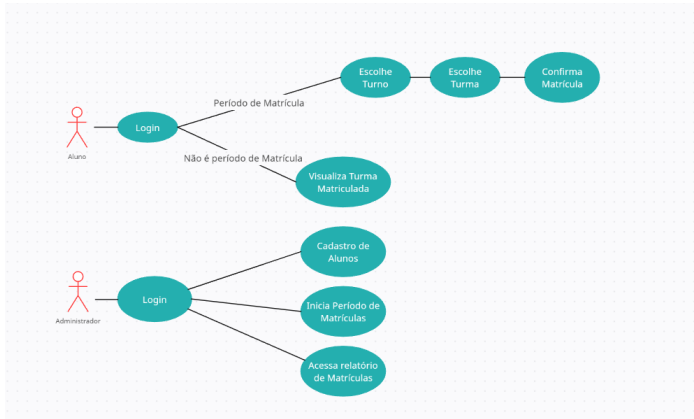 Escolhe
Turno
Escolhe
Turma
Confirma
Matrícula
Período de Matrícula
Login
Aluno
Não é período de Matrícula
Visualiza Turma
Matriculada
Cadastro de
Alunos
Login
Administrador
Inicia Período de
Matrículas
Acessa relatório
de Matrículas